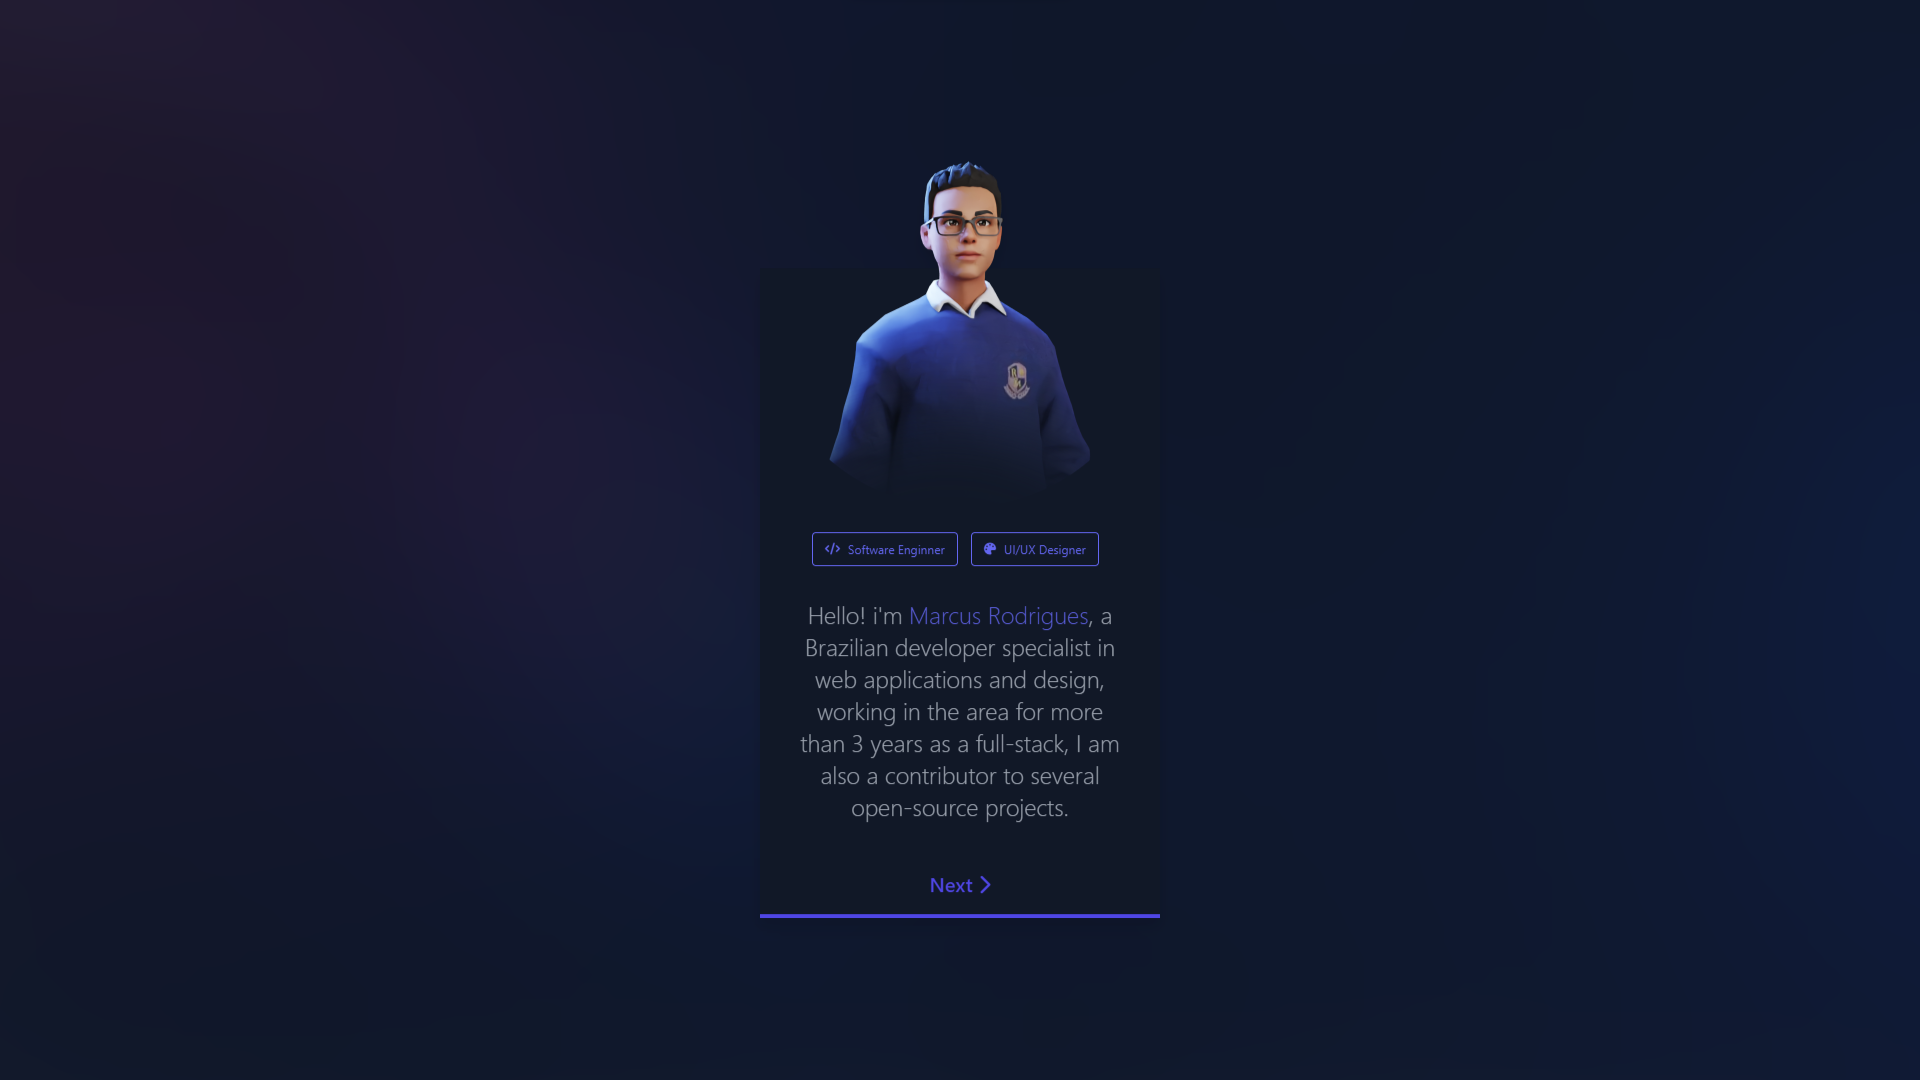 Software Enginner
UI/UX Designer
Hello! i'm Marcus Rodrigues, a
Brazilian developer specialist in
web applications and design,
working in the area for more
than 3 years as a full-stack, I am
also a contributor to several
open-source projects.
Next